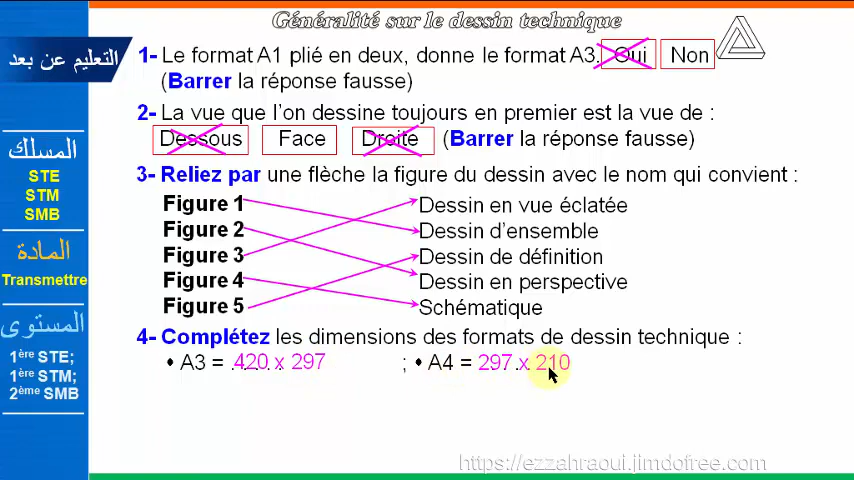 Généralité sur le dessin technique
التعليم عن بعد
المسلك
STE
STM
SMB
المادة
Transmettre
المستوى
1ère STE;
1ère STM;
2ème SMB
1- Le format A1 plié en deux, donne le format A3. Oui Non
(Barrer la réponse fausse)
2- La vue que l'on dessine toujours en premier est la vue de :
Dessous Face Droite (Barrer la réponse fausse)
3- Reliez par une flèche la figure du dessin avec le nom qui convient :
Figure 1 Dessin en vue éclatée
Figure 2 Dessin d'ensemble
Figure 3 Dessin de définition
Figure 4 Dessin en perspective
Figure 5 Schématique
4- Complétez les dimensions des formats de dessin technique :
• A3 = 420 x 297 ; • A4 = 297 x 210
https://ezzahraoui.jimdofree.com